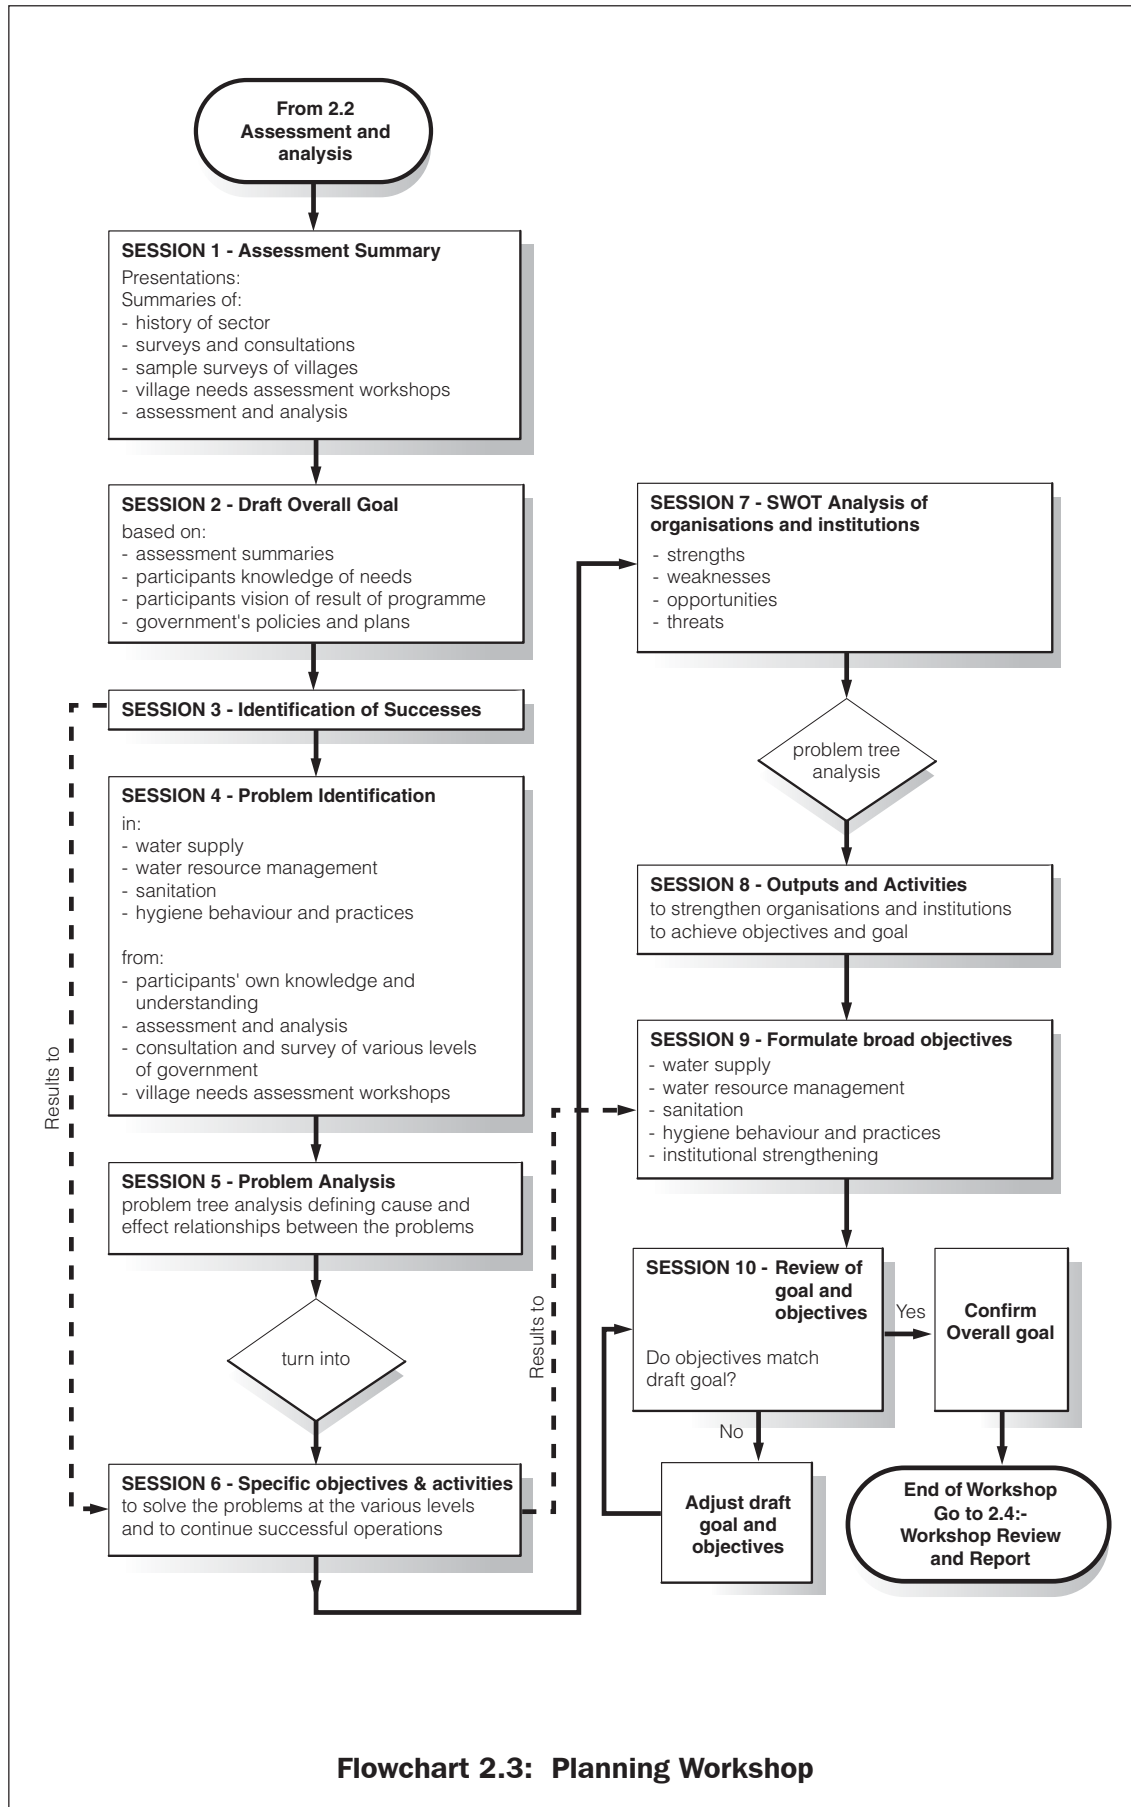 From 2.2
Assessment and
analysis
SESSION 1 - Assessment Summary
Presentations:
Summaries of:
- history of sector
- surveys and consultations
- sample surveys of villages
- village needs assessment workshops
- assessment and analysis
SESSION 2 - Draft Overall Goal
based on:
- assessment summaries
- participants knowledge of needs
- participants vision of result of programme
- government's policies and plans
SESSION 3 - Identification of Successes
SESSION 4 - Problem Identification
in:
- water supply
- water resource management
- sanitation
- hygiene behaviour and practices
from:
- participants' own knowledge and
understanding
- assessment and analysis
- consultation and survey of various levels
of government
- village needs assessment workshops
Results to
SESSION 5 - Problem Analysis
problem tree analysis defining cause and
effect relationships between the problems
turn into
SESSION 6 - Specific objectives & activities
to solve the problems at the various levels
and to continue successful operations
Results to
SESSION 7 - SWOT Analysis of
organisations and institutions
- strengths
- weaknesses
- opportunities
- threats
problem tree
analysis
SESSION 8 - Outputs and Activities
to strengthen organisations and institutions
to achieve objectives and goal
SESSION 9 - Formulate broad objectives
- water supply
- water resource management
- sanitation
- hygiene behaviour and practices
- institutional strengthening
SESSION 10 - Review of
goal and
objectives
Do objectives match
draft goal?
Yes
Confirm
Overall goal
No
Adjust draft
goal and
objectives
End of Workshop
Go to 2.4:-
Workshop Review
and Report
Flowchart 2.3: Planning Workshop